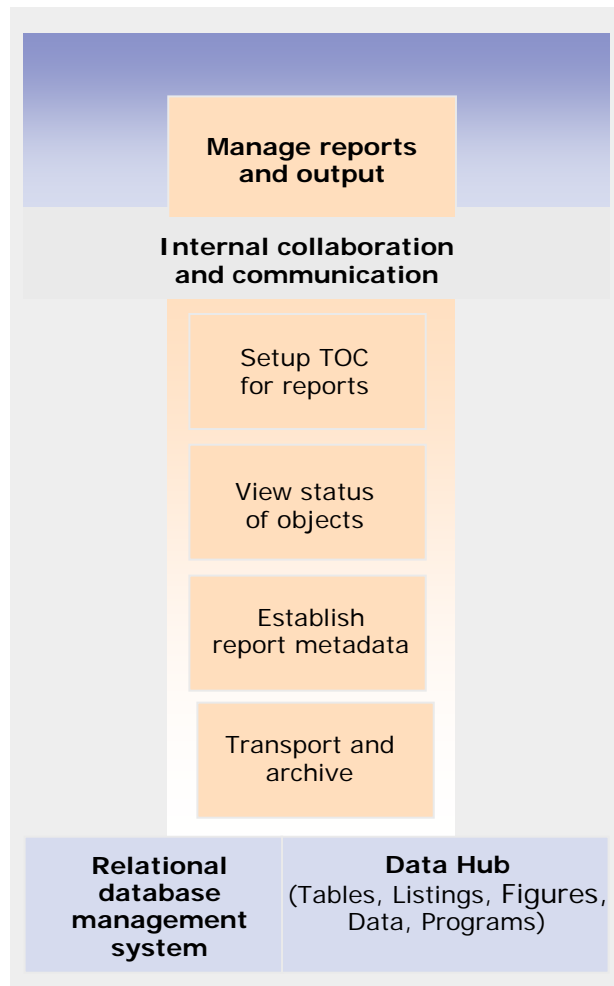 Manage reports
and output
Internal collaboration
and communication
Setup TOC
for reports
View status
of objects
Establish
report metadata
Transport and
archive
Relational
database
management
system
Data Hub
(Tables, Listings, Figures,
Data, Programs)